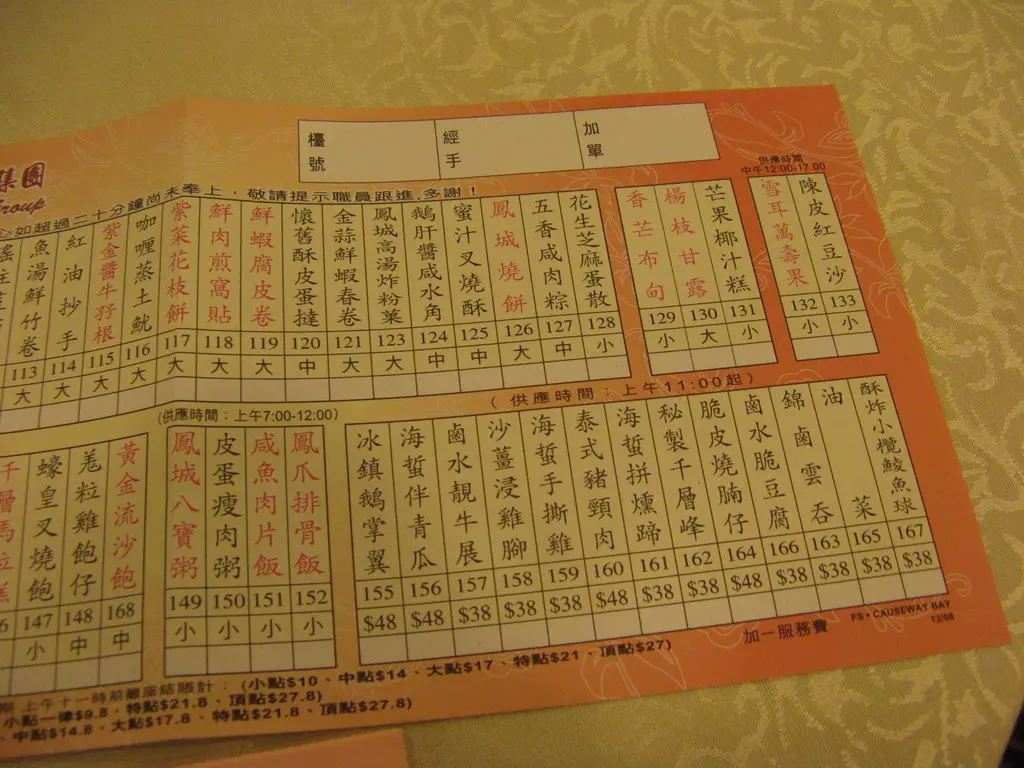 集團
Group
檯號
經手
加單
心如超過二十分鐘尚未奉上，敬請提示職員跟進,多謝！
供應時間
中午12:00-17:00
魚湯鮮竹卷 113 大
紅油抄手 114 大
紫金醬牛孖根 115 大
咖喱蒸土魷 116 大
紫菜花枝餅 117 大
鮮肉煎窩貼 118 大
鮮蝦腐皮卷 119 大
懷舊酥皮蛋撻 120 中
金蒜鮮蝦春卷 121 大
鳳城高湯炸粉菓 123 大
鵝肝醬咸水角 124 中
蜜汁叉燒酥 125 中
鳳城燒餅 126 大
五香咸肉粽 127 中
花生芝麻蛋散 128 小
香芒布甸 129 小
楊枝甘露 130 大
芒果椰汁糕 131 小
雪耳萬壽果 132 小
陳皮紅豆沙 133 小
(供應時間：上午7:00-12:00)
(供應時間：上午11:00起)
千層馬拉糕
蠔皇叉燒飽 147 小
羗粒雞飽仔 148 中
黃金流沙飽 168 中
鳳城八寶粥 149 小
皮蛋瘦肉粥 150 小
咸魚肉片飯 151 小
鳳爪排骨飯 152 小
冰鎮鵝掌翼 155 $48
海蜇伴青瓜 156 $48
鹵水靚牛展 157 $38
沙薑浸雞腳 158 $38
海蜇手撕雞 159 $38
泰式豬頸肉 160 $48
海蜇拼燻蹄 161 $38
秘製千層峰 162 $38
脆皮燒腩仔 164 $48
鹵水脆豆腐 166 $38
錦鹵雲吞 163 $38
油菜 165 $38
酥炸小欖鯪魚球 167 $38
加一服務費
FS•CAUSEWAY BAY
12/08
(小點$10、中點$14、大點$17、特點$21、頂點$27)
上午十一時前離座結賬計：
小點一律$9.8、特點$21.8、頂點$27.8)
、中點$14.8、大點$17.8、特點$21.8、頂點$27.8)